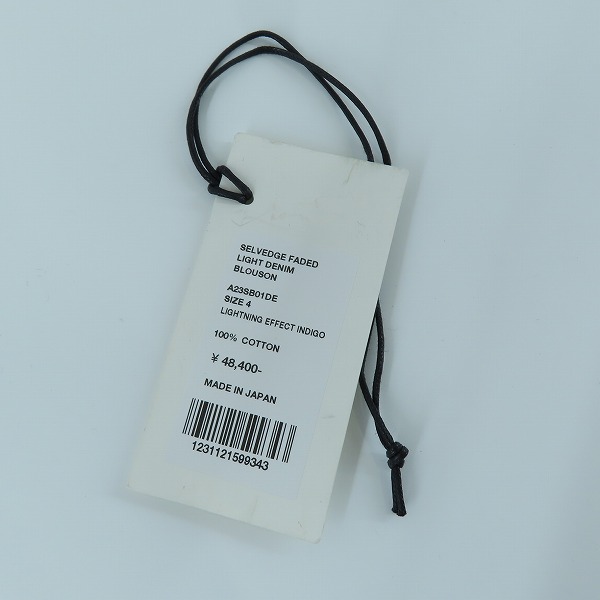 SELVEDGE FADED
LIGHT DENIM
BLOUSON
A23SB01DE
SIZE 4
LIGHTNING EFFECT INDIGO
100% COTTON
¥ 48,400-
MADE IN JAPAN
1231121599343